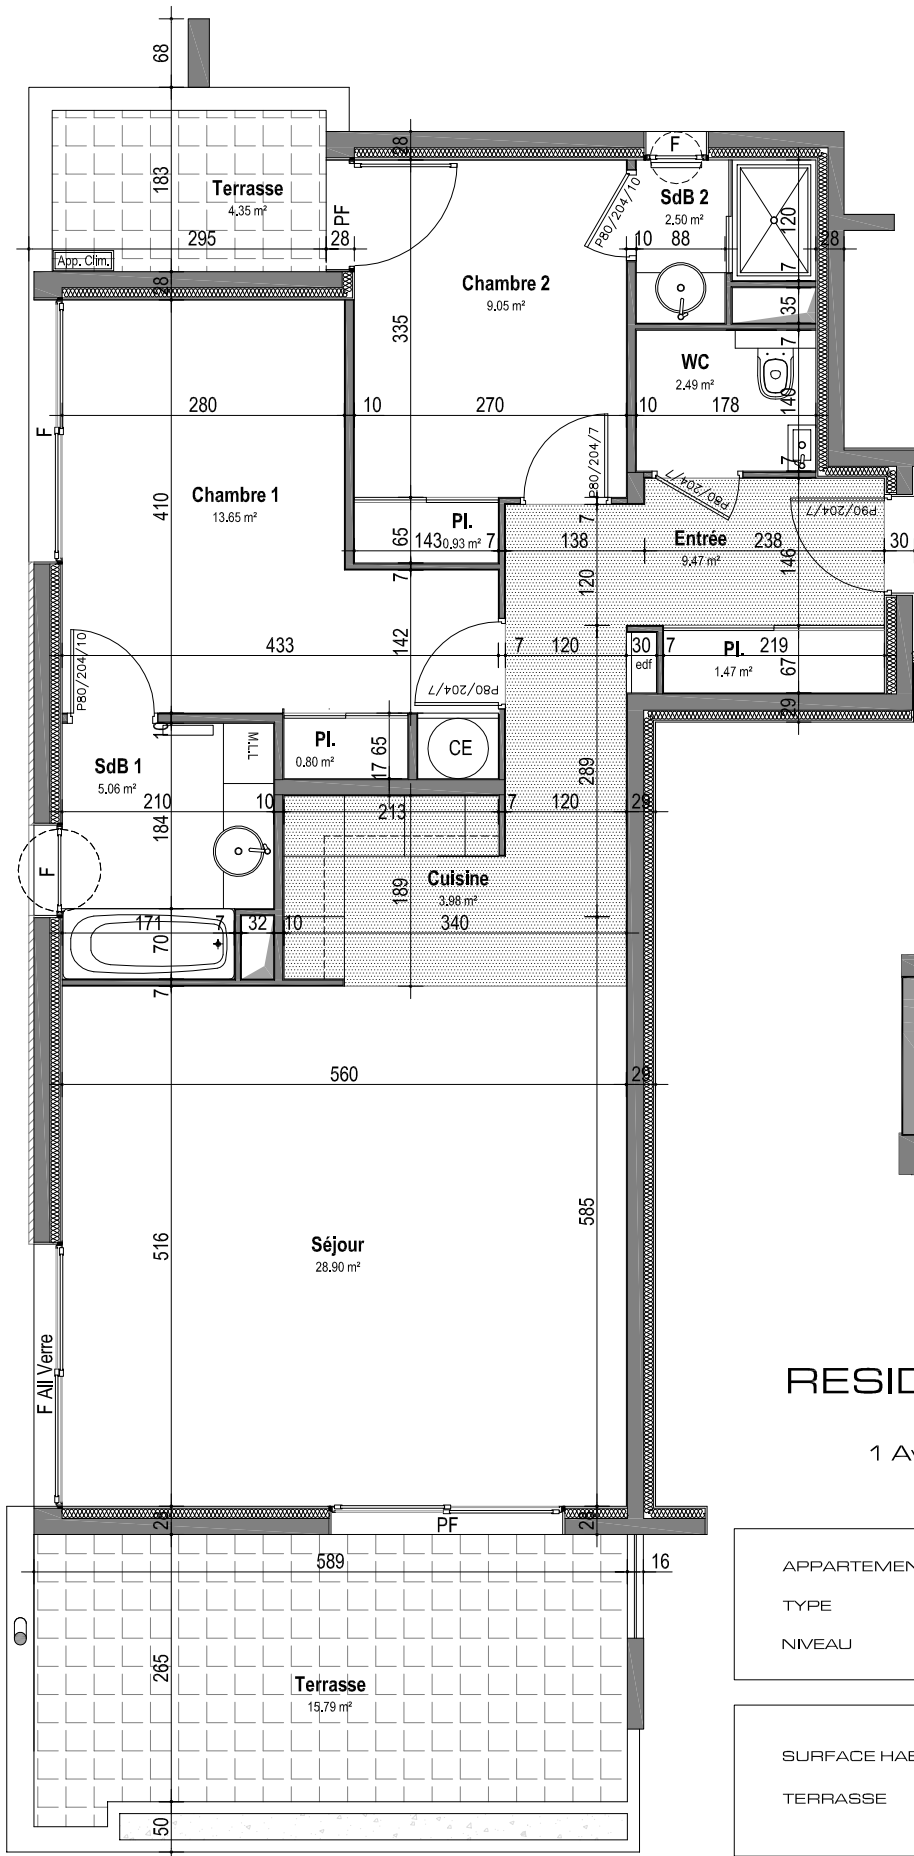 68
28
183
Terrasse
4.35 m²
PF
F
P80/204/10
SdB 2
2.50 m²
120
295
28
10
88
28
App. Clim.
7
28
Chambre 2
9.05 m²
35
335
7
WC
2.49 m²
140
280
10
270
10
178
F
P80/204/7
7
P80/204/7
410
Chambre 1
13.65 m²
P90/204/7
65
Pl.
143
0.93 m²
7
7
138
Entrée
9.47 m²
238
30
146
7
120
433
142
7
120
30
edf
7
Pl.
1.47 m²
219
67
P80/204/10
P80/204/7
29
M.L.L
Pl.
0.80 m²
65
17
CE
SdB 1
5.06 m²
289
210
10
213
7
120
29
184
F
189
Cuisine
3.98 m²
171
7
32
10
340
70
7
560
29
585
516
Séjour
28.90 m²
F All Verre
28
PF
28
589
16
265
Terrasse
15.79 m²
50
RESID
1 Av
APPARTEMEN
TYPE
NIVEAU
SURFACE HAB
TERRASSE